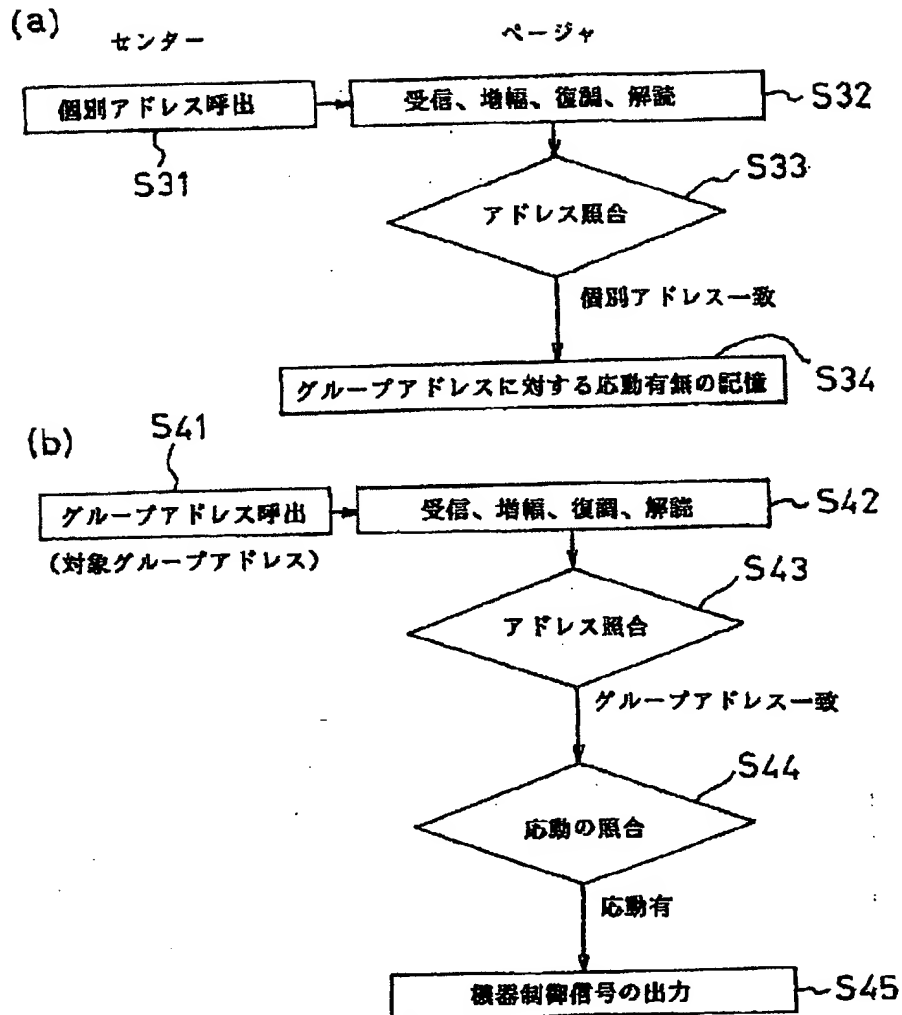 (a)
センター
ページャ
個別アドレス呼出
受信、増幅、復調、解読
S32
S31
S33
アドレス照合
個別アドレス一致
グループアドレスに対する応動有無の記憶
S34
(b)
S41
グループアドレス呼出
受信、増幅、復調、解読
S42
(対象グループアドレス)
S43
アドレス照合
グループアドレス一致
S44
応動の照合
応動有
機器制御信号の出力
S45